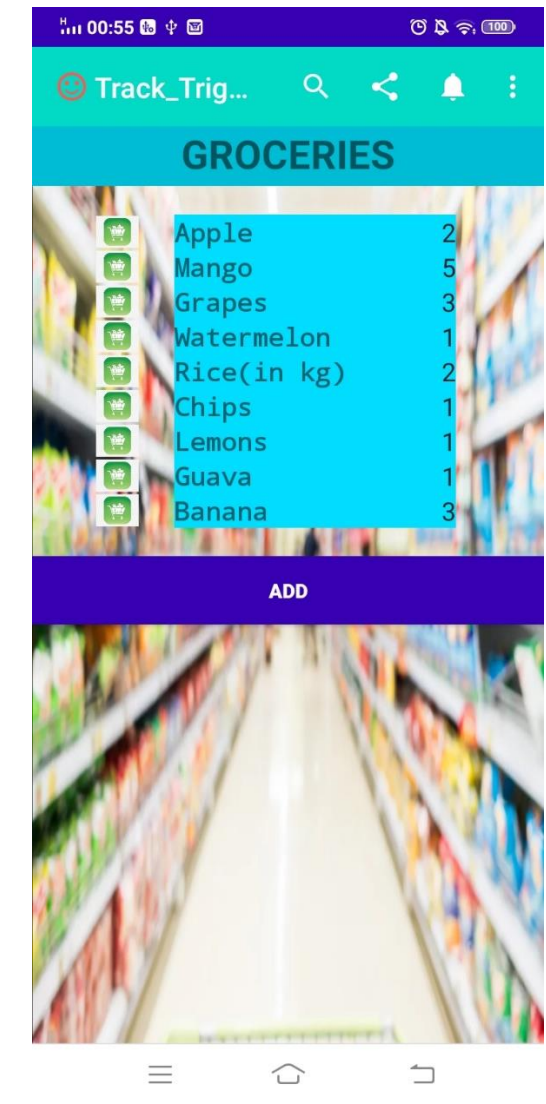 H 00:55 100
Track_Trig...
GROCERIES
Apple 2
Mango 5
Grapes 3
Watermelon 1
Rice(in kg) 2
Chips 1
Lemons 1
Guava 1
Banana 3
ADD